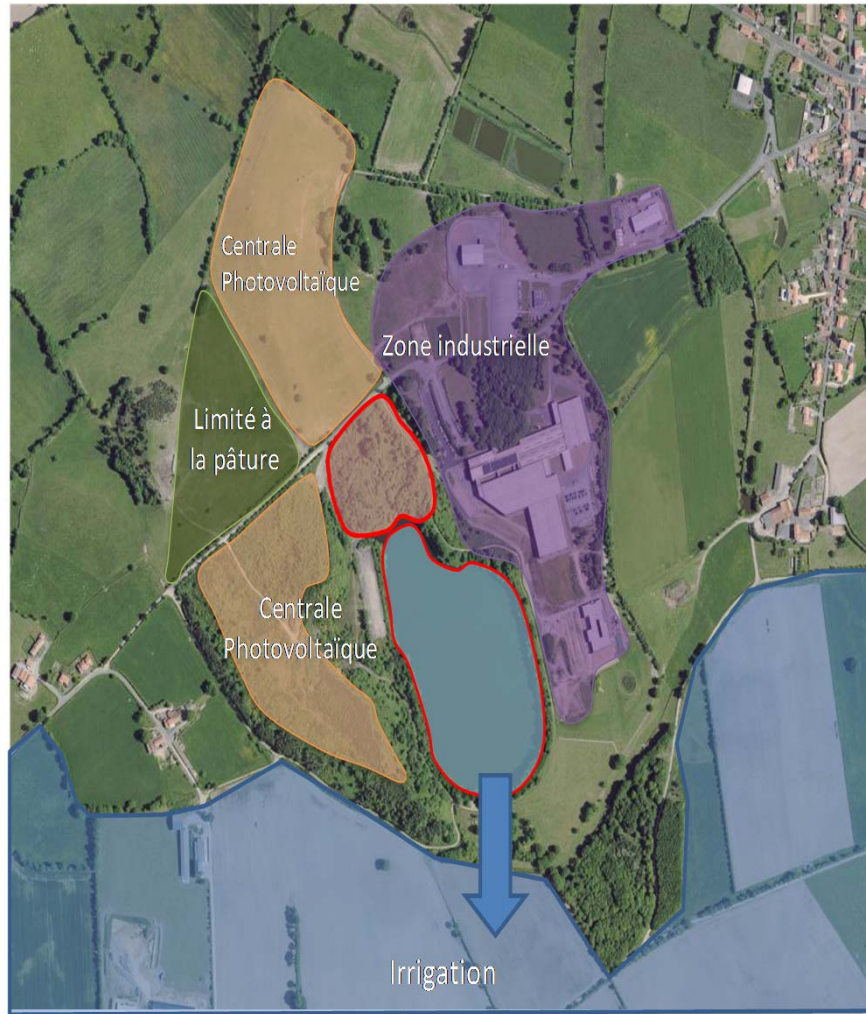 Centrale
Photovoltaïque
Zone industrielle
Limité à
la pâture
Centrale
Photovoltaïque
Irrigation